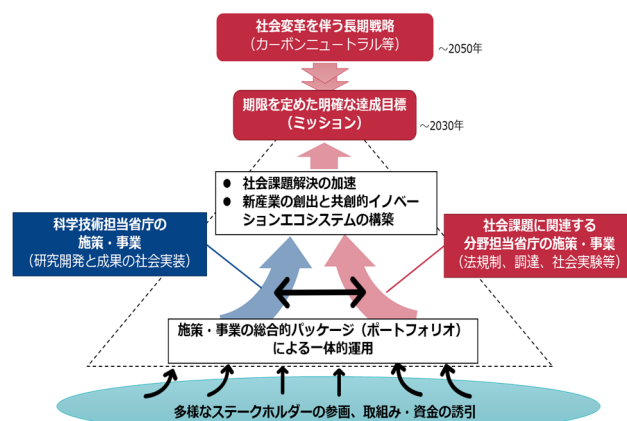 社会変革を伴う長期戦略
(カーボンニュートラル等)
～2050年
期限を定めた明確な達成目標
(ミッション)
～2030年
● 社会課題解決の加速
● 新産業の創出と共創的イノベー
ションエコシステムの構築
科学技術担当省庁の
施策・事業
(研究開発と成果の社会実装)
社会課題に関連する
分野担当省庁の施策・事業
(法規制、調達、社会実験等)
施策・事業の総合的パッケージ（ポートフォリオ）
による一体的運用
多様なステークホルダーの参画、取組み・資金の誘引